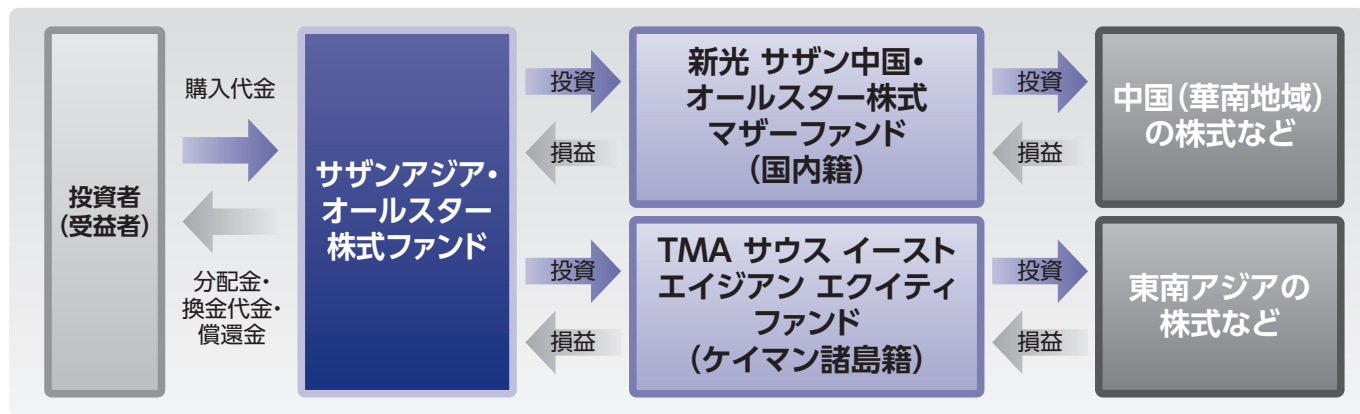 投資者
(受益者)
購入代金
分配金・
換金代金・
償還金
サザンアジア・
オールスター
株式ファンド
投資
損益
新光 サザン中国・
オールスター株式
マザーファンド
(国内籍)
投資
損益
中国(華南地域)
の株式など
投資
損益
TMA サウス イースト
エイジアン エクイティ
ファンド
(ケイマン諸島籍)
投資
損益
東南アジアの
株式など